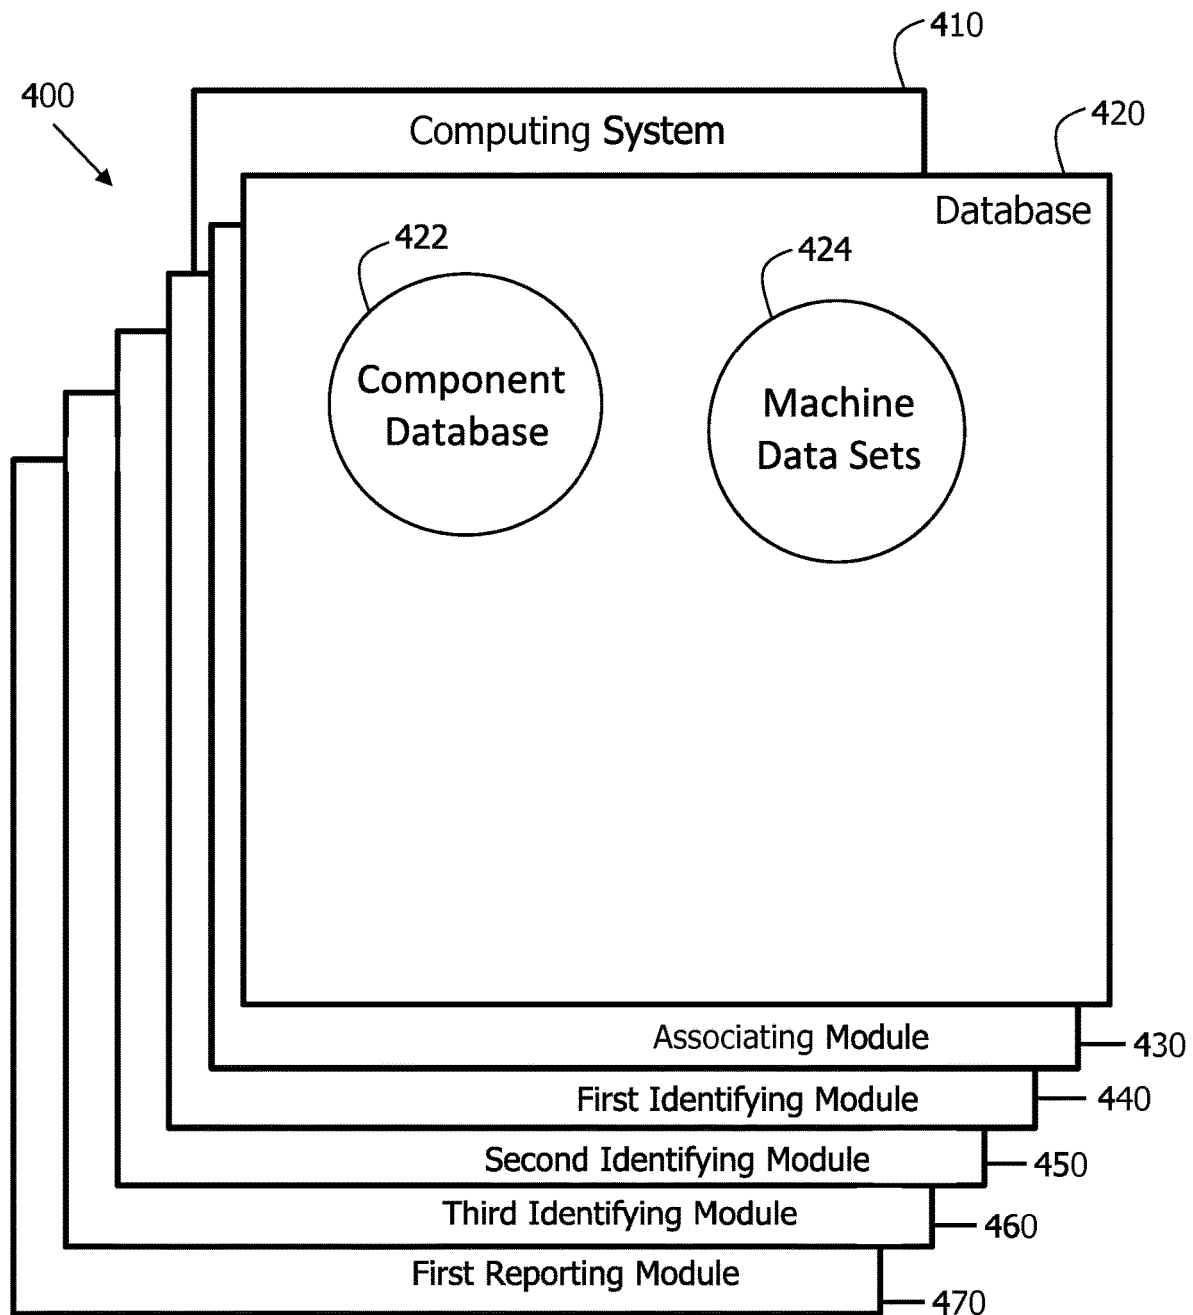 410
400
Computing System
420
Database
422
424
Component
Database
Machine
Data Sets
Associating Module
430
First Identifying Module
440
Second Identifying Module
450
Third Identifying Module
460
First Reporting Module
470